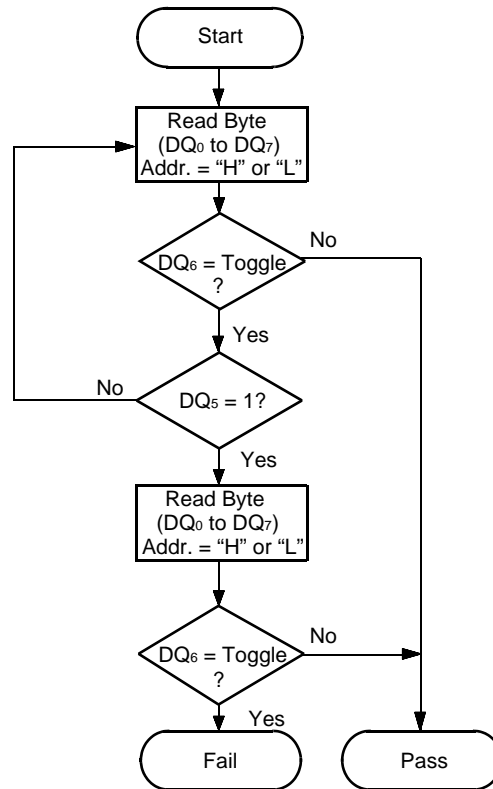 Start
Read Byte
(DQ0 to DQ7)
Addr. = “H” or “L”
No
DQ6 = Toggle
?
Yes
No
DQ5 = 1?
Yes
Read Byte
(DQ0 to DQ7)
Addr. = “H” or “L”
No
DQ6 = Toggle
?
Yes
Fail
Pass